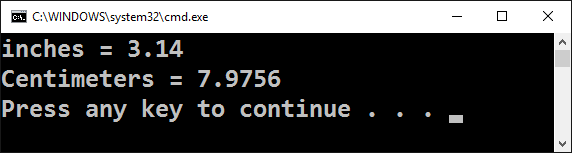 C:\WINDOWS\system32\cmd.exe
inches = 3.14
Centimeters = 7.9756
Press any key to continue . . .